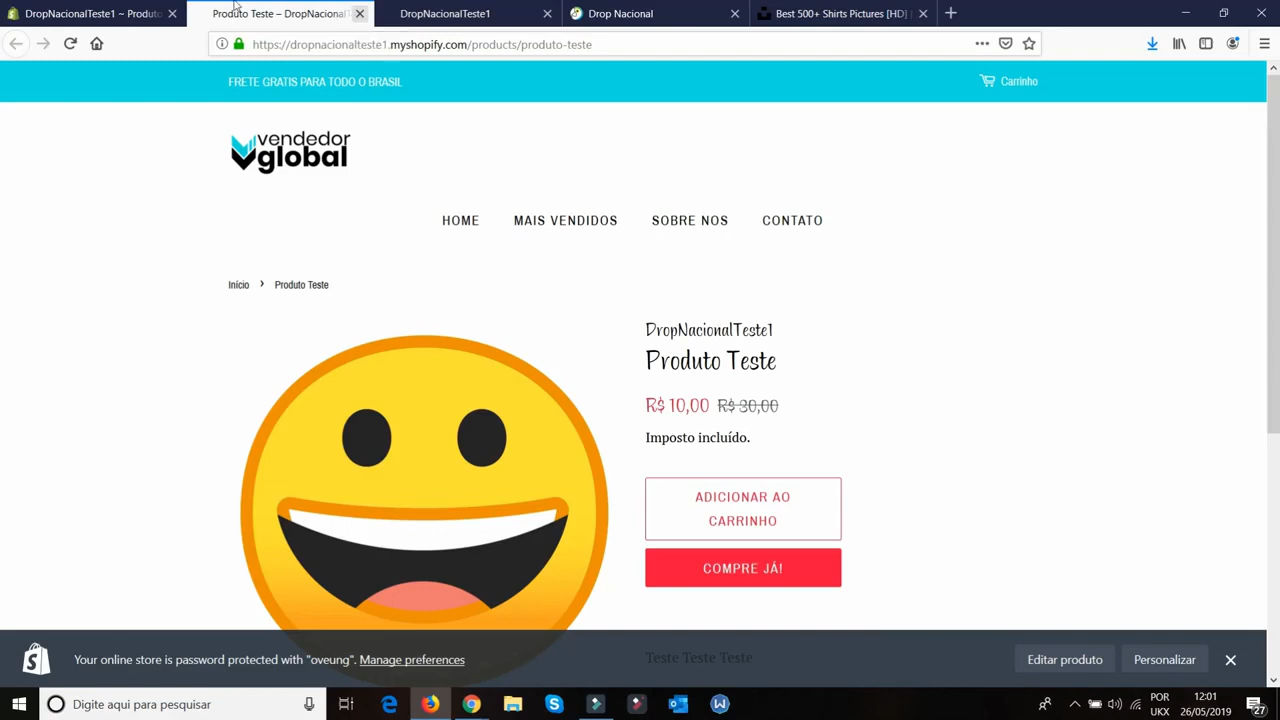 DropNacionalTeste1 ~ Produto
Produto Teste – DropNacionalT
DropNacionalTeste1
Drop Nacional
Best 500+ Shirts Pictures [HD] |
https://dropnacionalteste1.myshopify.com/products/produto-teste
FRETE GRATIS PARA TODO O BRASIL
Carrinho
vendedor
global
HOME
MAIS VENDIDOS
SOBRE NOS
CONTATO
Início › Produto Teste
DropNacionalTeste1
Produto Teste
R$ 10,00 R$ 30,00
Imposto incluído.
ADICIONAR AO
CARRINHO
COMPRE JÁ!
Teste Teste Teste
Your online store is password protected with "oveung". Manage preferences
Editar produto
Personalizar
Digite aqui para pesquisar
POR
UKX
12:01
26/05/2019
27